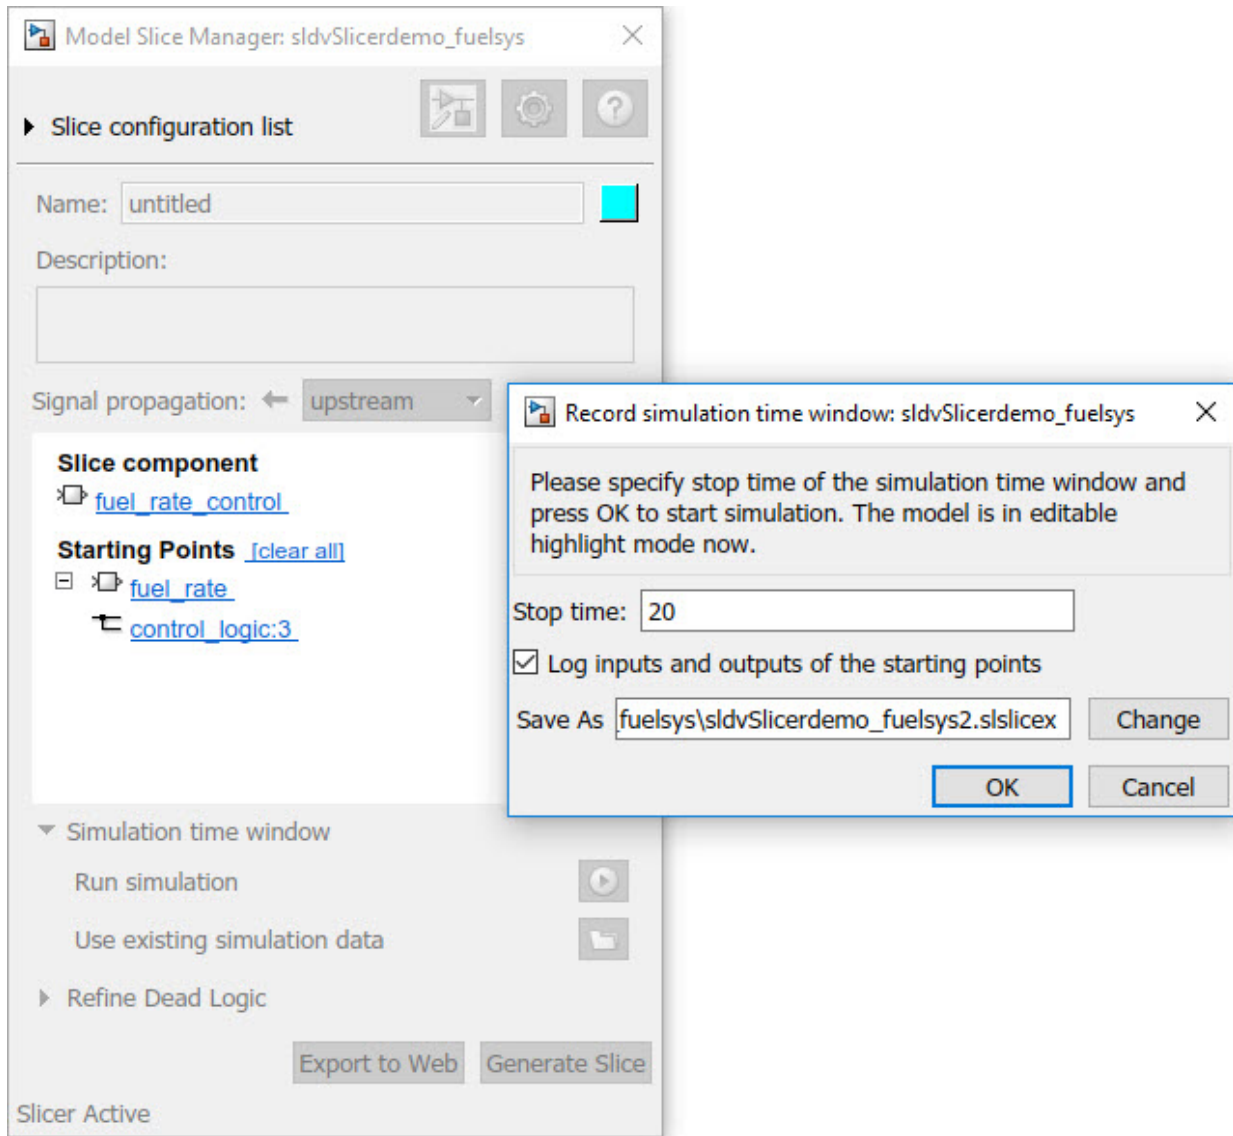 Model Slice Manager: sldvSlicerdemo_fuelsys
Slice configuration list
?
Name: untitled
Description:
Signal propagation: upstream
Slice component
fuel_rate_control
Starting Points [clear all]
fuel_rate
control_logic:3
Simulation time window
Run simulation
Use existing simulation data
Refine Dead Logic
Export to Web Generate Slice
Slicer Active
Record simulation time window: sldvSlicerdemo_fuelsys
Please specify stop time of the simulation time window and
press OK to start simulation. The model is in editable
highlight mode now.
Stop time: 20
Log inputs and outputs of the starting points
Save As fuelsys\sldvSlicerdemo_fuelsys2.slslicex Change
OK Cancel